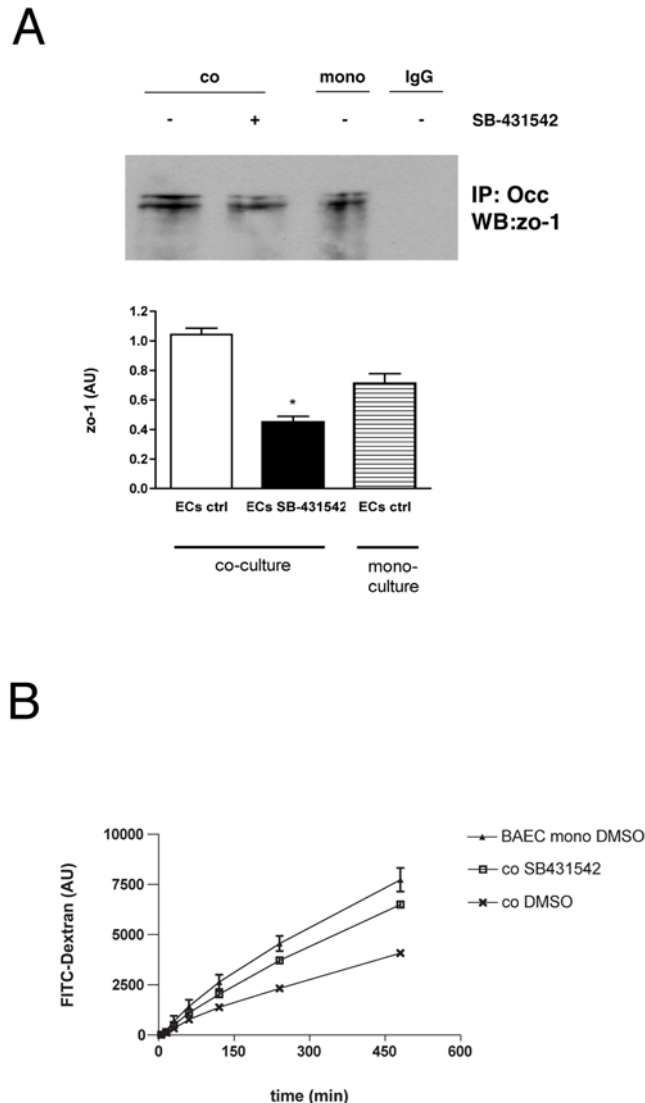 A
co mono IgG
- + - - SB-431542
IP: Occ
WB:zo-1
1.2
1.0
0.8
0.6
0.4
0.2
0.0
zo-1 (AU)
*
ECs ctrl ECs SB-431542 ECs ctrl
co-culture mono-
culture
B
10000
7500
5000
2500
0
FITC-Dextran (AU)
0 150 300 450 600
time (min)
BAEC mono DMSO
co SB431542
co DMSO